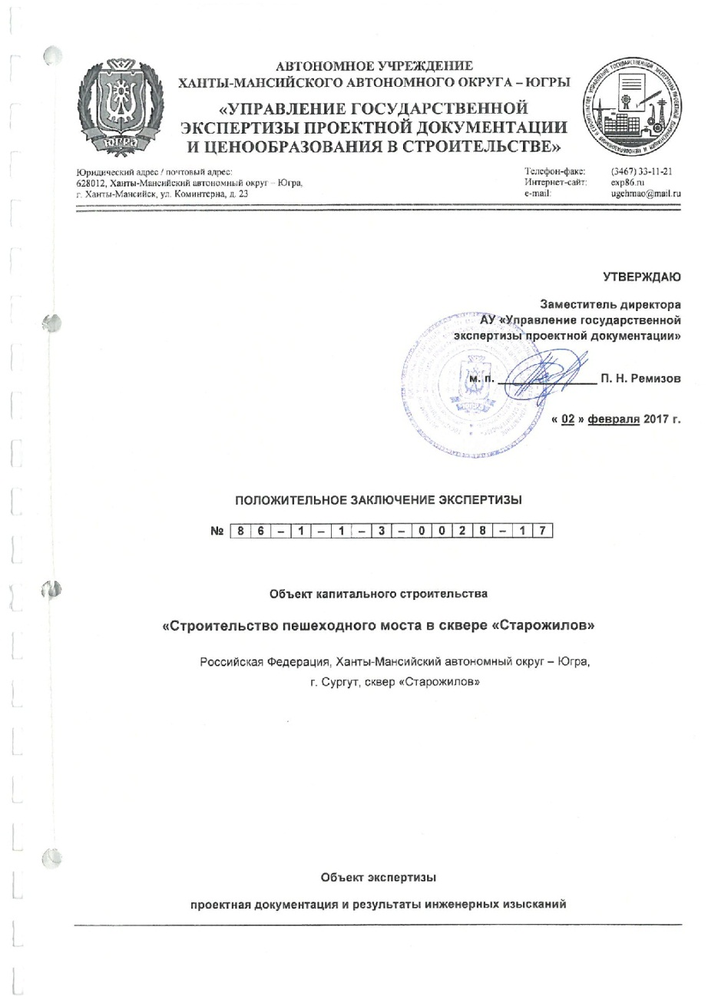 АВТОНОМНОЕ УЧРЕЖДЕНИЕ
ХАНТЫ-МАНСИЙСКОГО АВТОНОМНОГО ОКРУГА – ЮГРЫ
«УПРАВЛЕНИЕ ГОСУДАРСТВЕННОЙ
ЭКСПЕРТИЗЫ ПРОЕКТНОЙ ДОКУМЕНТАЦИИ
И ЦЕНООБРАЗОВАНИЯ В СТРОИТЕЛЬСТВЕ»
ЮГРА
Юридический адрес / почтовый адрес:
628012, Ханты-Мансийский автономный округ – Югра,
г. Ханты-Мансийск, ул. Коминтерна, д. 23
Телефон-факс: (3467) 33-11-21
Интернет-сайт: exp86.ru
e-mail: ugehmao@mail.ru
УТВЕРЖДАЮ
Заместитель директора
АУ «Управление государственной
экспертизы проектной документации»
м. п. П. Н. Ремизов
« 02 » февраля 2017 г.
ПОЛОЖИТЕЛЬНОЕ ЗАКЛЮЧЕНИЕ ЭКСПЕРТИЗЫ
№ 8 6 – 1 – 1 – 3 – 0 0 2 8 – 1 7
Объект капитального строительства
«Строительство пешеходного моста в сквере «Старожилов»
Российская Федерация, Ханты-Мансийский автономный округ – Югра,
г. Сургут, сквер «Старожилов»
Объект экспертизы
проектная документация и результаты инженерных изысканий